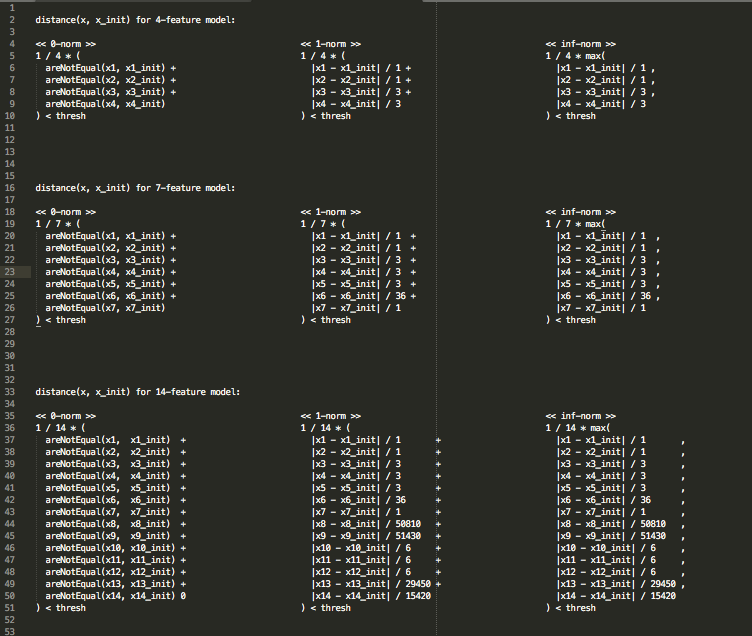 1
2 distance(x, x_init) for 4-feature model:
3
4 << 0-norm >> << 1-norm >> << inf-norm >>
5 1 / 4 * ( 1 / 4 * ( 1 / 4 * max(
6 areNotEqual(x1, x1_init) + |x1 - x1_init| / 1 + |x1 - x1_init| / 1 ,
7 areNotEqual(x2, x2_init) + |x2 - x2_init| / 1 + |x2 - x2_init| / 1 ,
8 areNotEqual(x3, x3_init) + |x3 - x3_init| / 3 + |x3 - x3_init| / 3 ,
9 areNotEqual(x4, x4_init) |x4 - x4_init| / 3 |x4 - x4_init| / 3
10 ) < thresh ) < thresh ) < thresh
11
12
13
14
15
16 distance(x, x_init) for 7-feature model:
17
18 << 0-norm >> << 1-norm >> << inf-norm >>
19 1 / 7 * ( 1 / 7 * ( 1 / 7 * max(
20 areNotEqual(x1, x1_init) + |x1 - x1_init| / 1 + |x1 - x1_init| / 1 ,
21 areNotEqual(x2, x2_init) + |x2 - x2_init| / 1 + |x2 - x2_init| / 1 ,
22 areNotEqual(x3, x3_init) + |x3 - x3_init| / 3 + |x3 - x3_init| / 3 ,
23 areNotEqual(x4, x4_init) + |x4 - x4_init| / 3 + |x4 - x4_init| / 3 ,
24 areNotEqual(x5, x5_init) + |x5 - x5_init| / 3 + |x5 - x5_init| / 3 ,
25 areNotEqual(x6, x6_init) + |x6 - x6_init| / 36 + |x6 - x6_init| / 36 ,
26 areNotEqual(x7, x7_init) |x7 - x7_init| / 1 |x7 - x7_init| / 1
27 ) < thresh ) < thresh ) < thresh
28
29
30
31
32
33 distance(x, x_init) for 14-feature model:
34
35 << 0-norm >> << 1-norm >> << inf-norm >>
36 1 / 14 * ( 1 / 14 * ( 1 / 14 * max(
37 areNotEqual(x1, x1_init) + |x1 - x1_init| / 1 + |x1 - x1_init| / 1 ,
38 areNotEqual(x2, x2_init) + |x2 - x2_init| / 1 + |x2 - x2_init| / 1 ,
39 areNotEqual(x3, x3_init) + |x3 - x3_init| / 3 + |x3 - x3_init| / 3 ,
40 areNotEqual(x4, x4_init) + |x4 - x4_init| / 3 + |x4 - x4_init| / 3 ,
41 areNotEqual(x5, x5_init) + |x5 - x5_init| / 3 + |x5 - x5_init| / 3 ,
42 areNotEqual(x6, x6_init) + |x6 - x6_init| / 36 + |x6 - x6_init| / 36 ,
43 areNotEqual(x7, x7_init) + |x7 - x7_init| / 1 + |x7 - x7_init| / 1 ,
44 areNotEqual(x8, x8_init) + |x8 - x8_init| / 50810 + |x8 - x8_init| / 50810 ,
45 areNotEqual(x9, x9_init) + |x9 - x9_init| / 51430 + |x9 - x9_init| / 51430 ,
46 areNotEqual(x10, x10_init) + |x10 - x10_init| / 6 + |x10 - x10_init| / 6 ,
47 areNotEqual(x11, x11_init) + |x11 - x11_init| / 6 + |x11 - x11_init| / 6 ,
48 areNotEqual(x12, x12_init) + |x12 - x12_init| / 6 + |x12 - x12_init| / 6 ,
49 areNotEqual(x13, x13_init) + |x13 - x13_init| / 29450 + |x13 - x13_init| / 29450 ,
50 areNotEqual(x14, x14_init) 0 |x14 - x14_init| / 15420 |x14 - x14_init| / 15420
51 ) < thresh ) < thresh ) < thresh
52
53